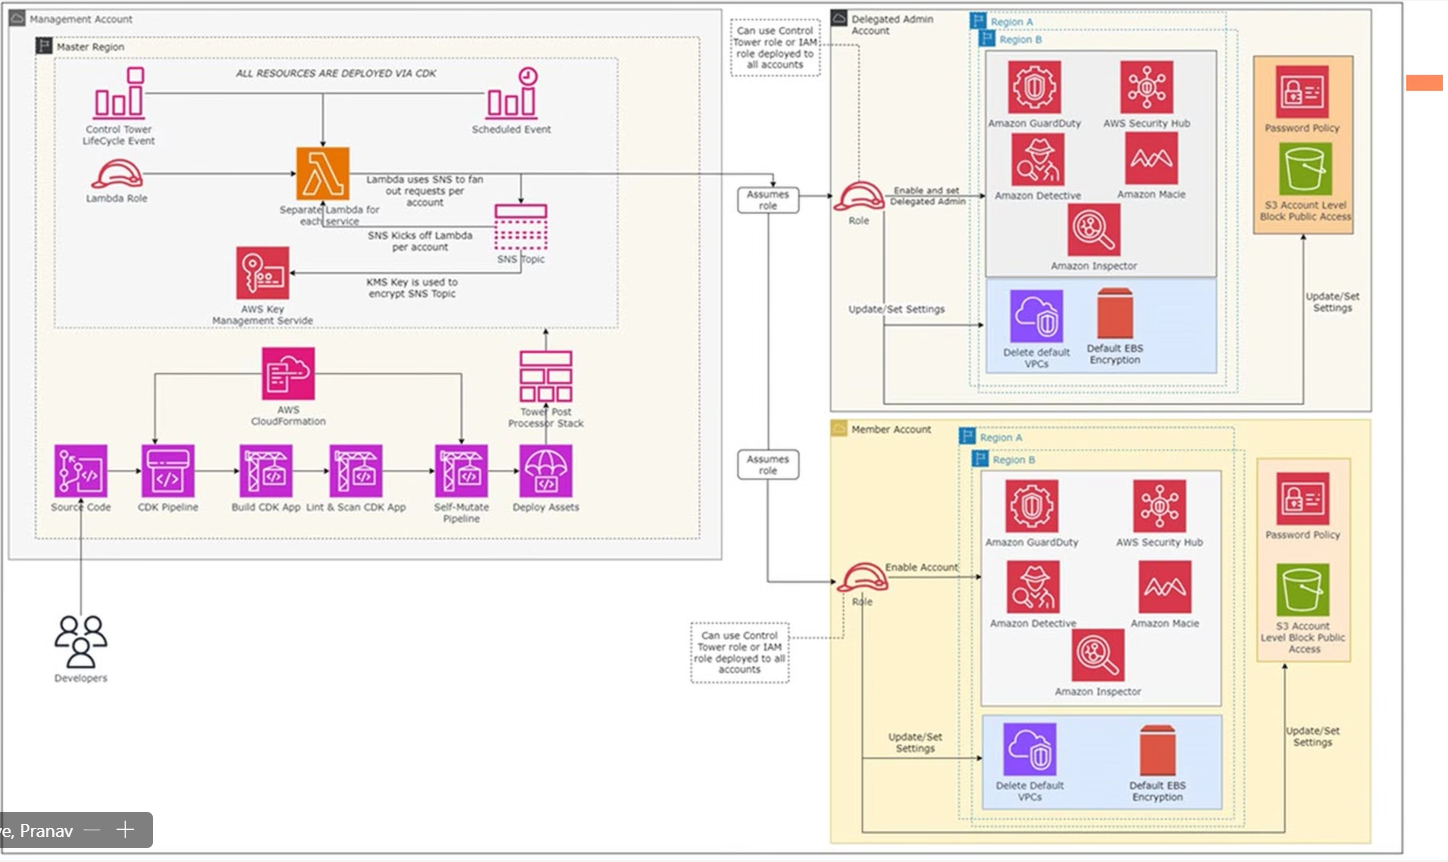 Management Account
Master Region
ALL RESOURCES ARE DEPLOYED VIA CDK
Control Tower
LifeCycle Event
Scheduled Event
Lambda Role
Separate Lambda for
each service
Lambda uses SNS to fan
out requests per
account
SNS Kicks off Lambda
per account
SNS Topic
KMS Key is used to
encrypt SNS Topic
AWS Key
Management Servide
AWS
CloudFormation
Tower Post
Processor Stack
Source Code
CDK Pipeline
Build CDK App
Lint & Scan CDK App
Self-Mutate
Pipeline
Deploy Assets
Developers
Can use Control
Tower role or IAM
role deployed to
all accounts
Assumes
role
Assumes
role
Can use Control
Tower role or IAM
role deployed to all
accounts
Delegated Admin
Account
Region A
Region B
Amazon GuardDuty
AWS Security Hub
Amazon Detective
Amazon Macie
Amazon Inspector
Role
Enable and set
Delegated Admin
Update/Set Settings
Delete default
VPCs
Default EBS
Encryption
Password Policy
S3 Account Level
Block Public Access
Update/Set
Settings
Member Account
Region A
Region B
Amazon GuardDuty
AWS Security Hub
Amazon Detective
Amazon Macie
Amazon Inspector
Role
Enable Account
Update/Set
Settings
Delete Default
VPCs
Default EBS
Encryption
Password Policy
S3 Account
Level Block Public
Access
Update/Set
Settings
Pranav